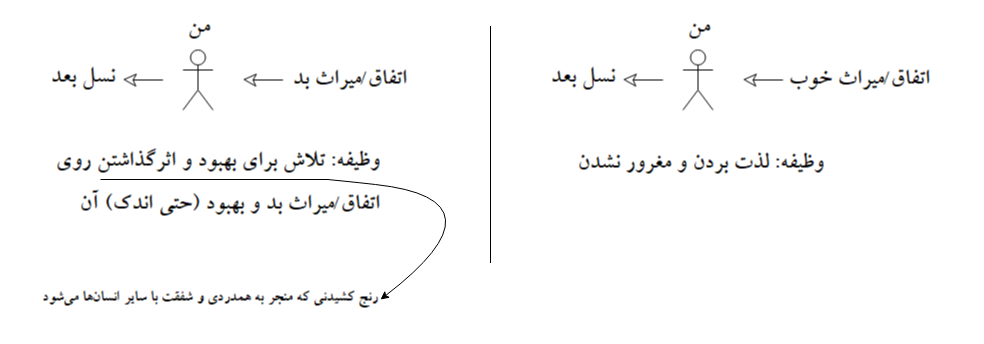 من
اتفاق/میراث خوب
نسل بعد
وظیفه: لذت بردن و مغرور نشدن
من
اتفاق/میراث بد
نسل بعد
وظیفه: تلاش برای بهبود و اثرگذاشتن روی
اتفاق/میراث بد و بهبود (حتی اندک) آن
رنج کشیدنی که منجر به همدردی و شفقت با سایر انسان‌ها می‌شود